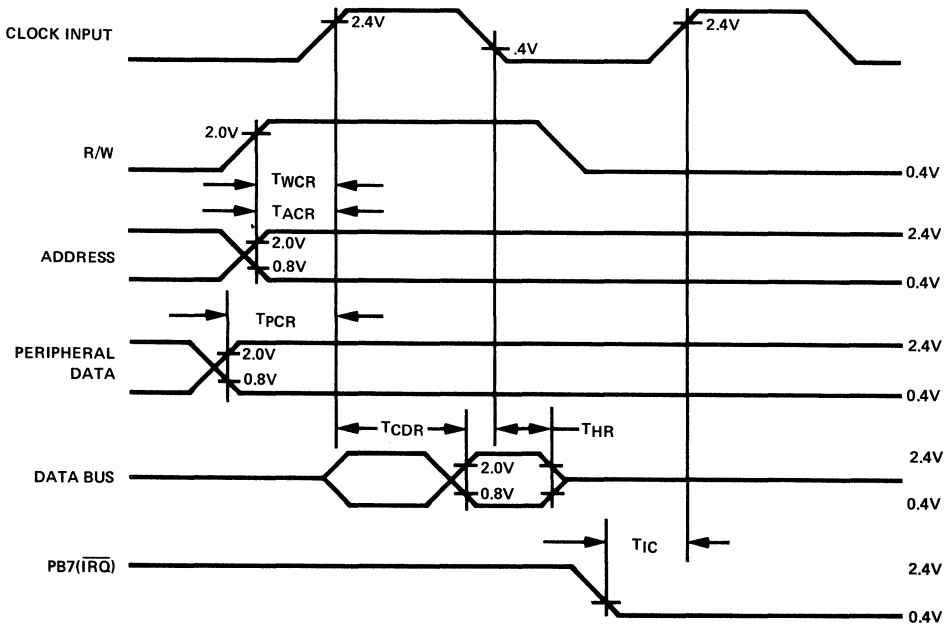 2.4V
2.4V
CLOCK INPUT
.4V
2.0V
R/W
0.4V
TWCR
TACR
2.4V
2.0V
ADDRESS
0.8V
0.4V
TPCR
PERIPHERAL
DATA
2.0V
2.4V
0.8V
0.4V
TCDR
THR
2.4V
DATA BUS
2.0V
0.8V
0.4V
TIC
PB7(IRQ)
2.4V
0.4V